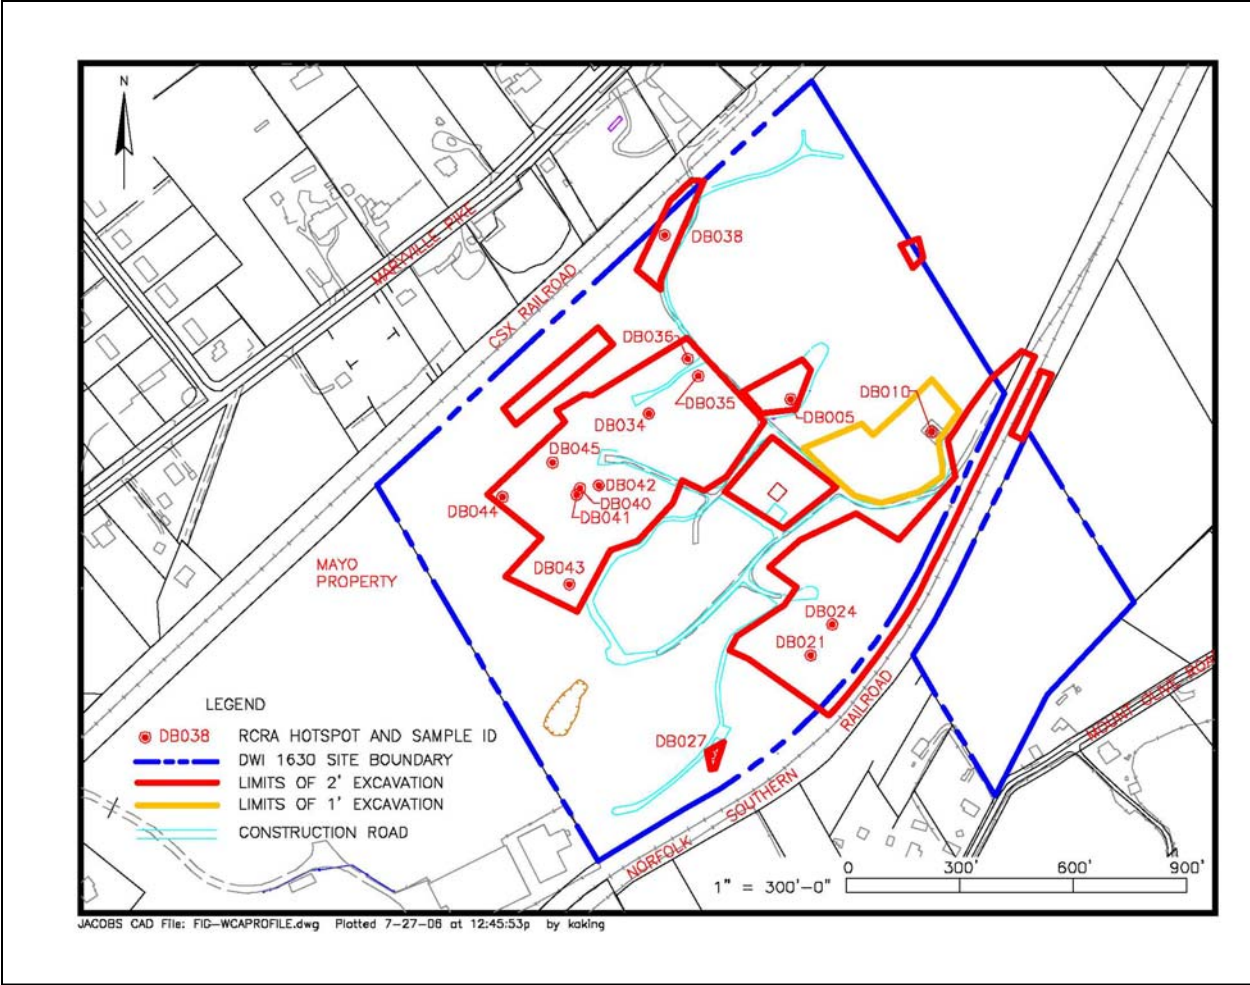 N
MARYVILLE PIKE
CSX RAILROAD
DB038
DB036
DB035
DB005
DB010
DB034
DB045
DB042
DB040
DB041
DB044
DB043
MAYO
PROPERTY
DB024
DB021
DB027
NORFOLK SOUTHERN RAILROAD
MOUNT OLIVE
LEGEND
DB038 RCRA HOTSPOT AND SAMPLE ID
DWI 1630 SITE BOUNDARY
LIMITS OF 2' EXCAVATION
LIMITS OF 1' EXCAVATION
CONSTRUCTION ROAD
0 300' 600' 900'
1" = 300'-0"
JACOBS CAD File: FIG-WCAPROFILE.dwg Plotted 7-27-06 at 12:45:53p by kaking